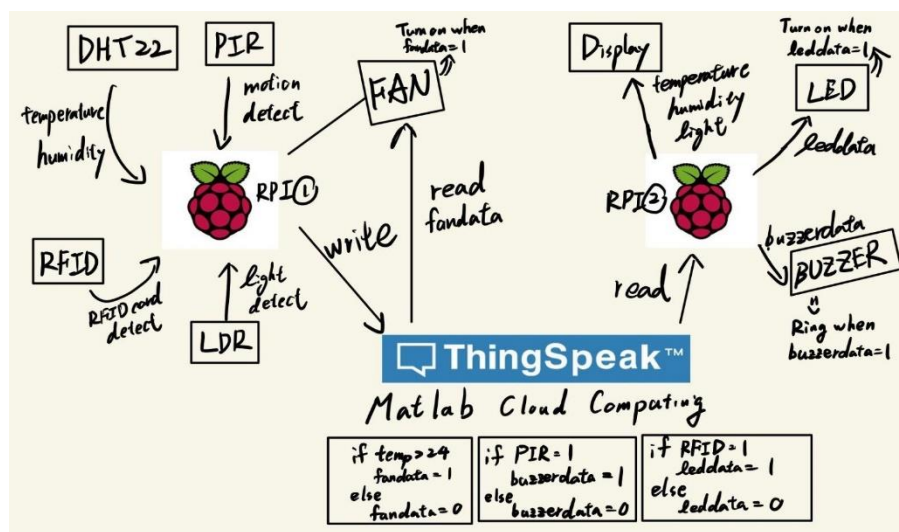 DHT22
PIR
Turn on when
fandata=1
FAN
Display
Turn on when
leddata=1
LED
temperature
humidity
motion
detect
temperature
humidity
light
leddata
RPI①
RPI②
read
fandata
write
buzzerdata
BUZZER
RFID
RFID card
detect
light
detect
LDR
read
Ring when
buzzerdata=1
ThingSpeak™
Matlab Cloud Computing
if temp>24
fandata=1
else
fandata=0
if PIR=1
buzzerdata=1
else
buzzerdata=0
if RFID=1
leddata=1
else
leddata=0